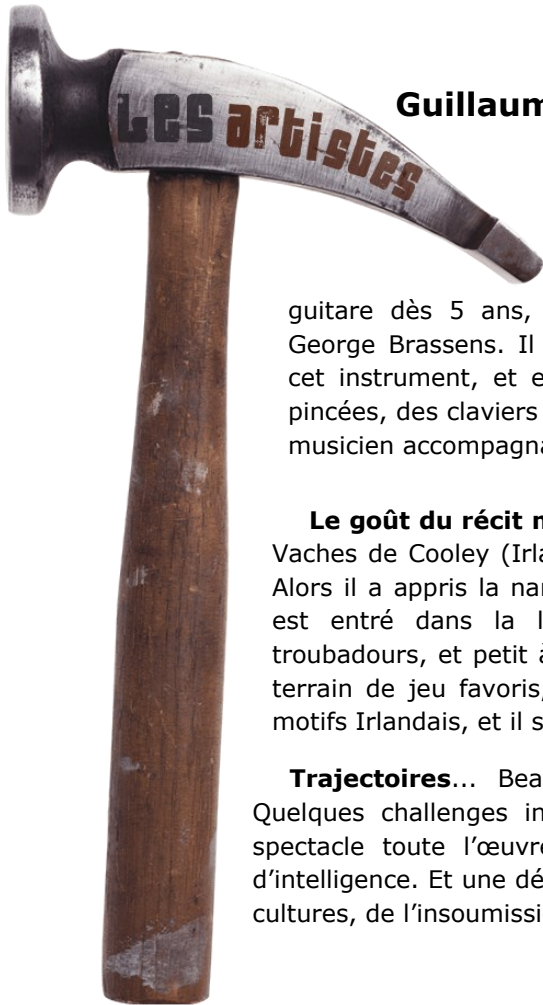 Les artistes
Guillaum
guitare dès 5 ans,
George Brassens. Il
cet instrument, et e
pincées, des claviers
musicien accompagna
Le goût du récit
Vaches de Cooley (Irla
Alors il a appris la nar
est entré dans la l
troubadours, et petit à
terrain de jeu favoris,
motifs Irlandais, et il s
Trajectoires... Bea
Quelques challenges in
spectacle toute l’œuvre
d’intelligence. Et une dé
cultures, de l’insoumissi